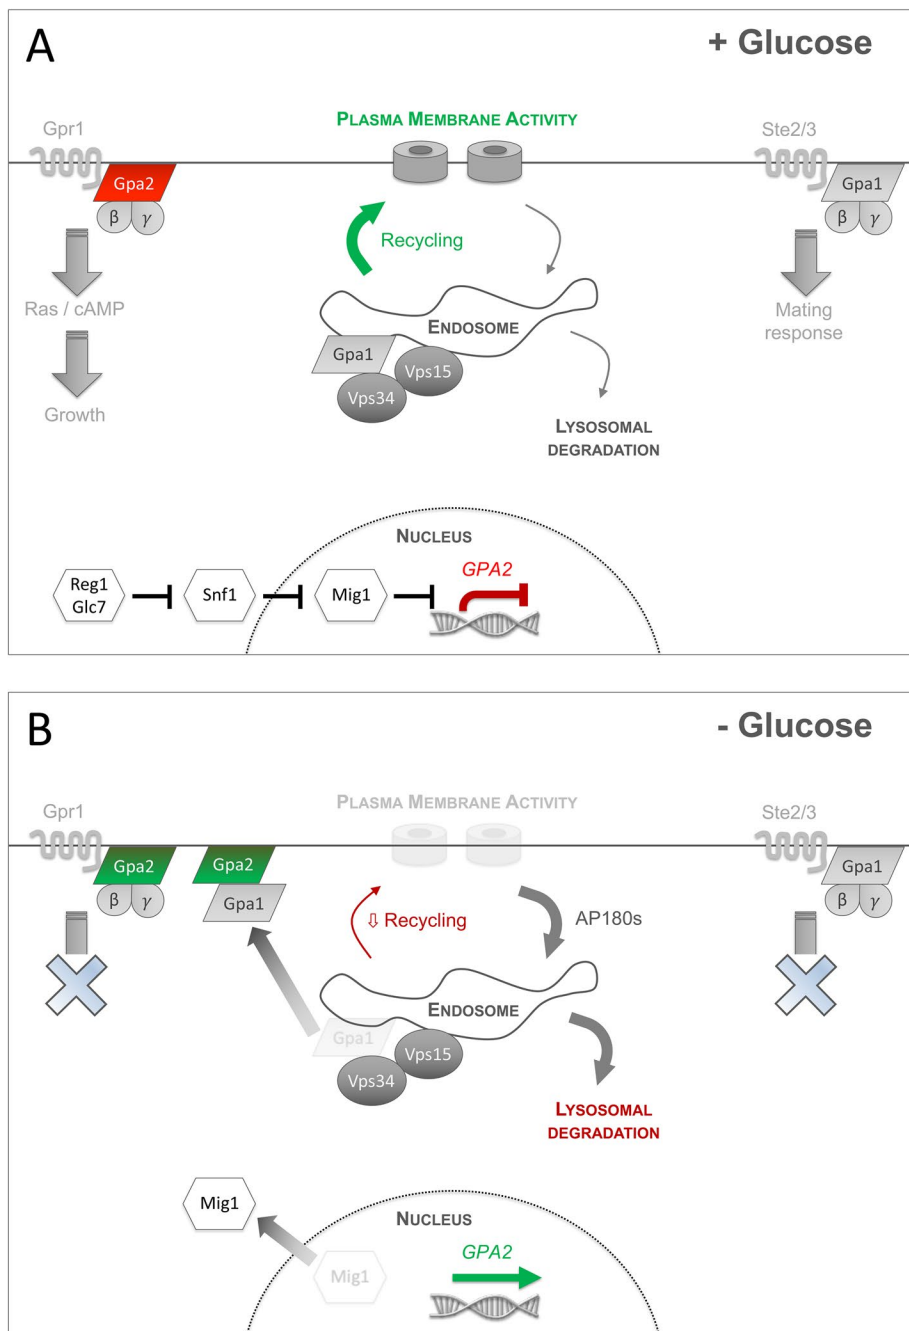 A
+ Glucose
Gpr1
PLASMA MEMBRANE ACTIVITY
Ste2/3
Gpa2
β γ
Gpa1
β γ
Recycling
Ras / cAMP
Growth
ENDOSOME
Gpa1
Vps15
Vps34
Mating
response
LYSOSOMAL
DEGRADATION
NUCLEUS
Reg1
Glc7
Snf1
Mig1
GPA2
B
- Glucose
Gpr1
PLASMA MEMBRANE ACTIVITY
Ste2/3
Gpa2
β γ
Gpa2
Gpa1
Gpa1
β γ
⇩ Recycling
AP180s
ENDOSOME
Gpa1
Vps15
Vps34
LYSOSOMAL
DEGRADATION
Mig1
NUCLEUS
Mig1
GPA2